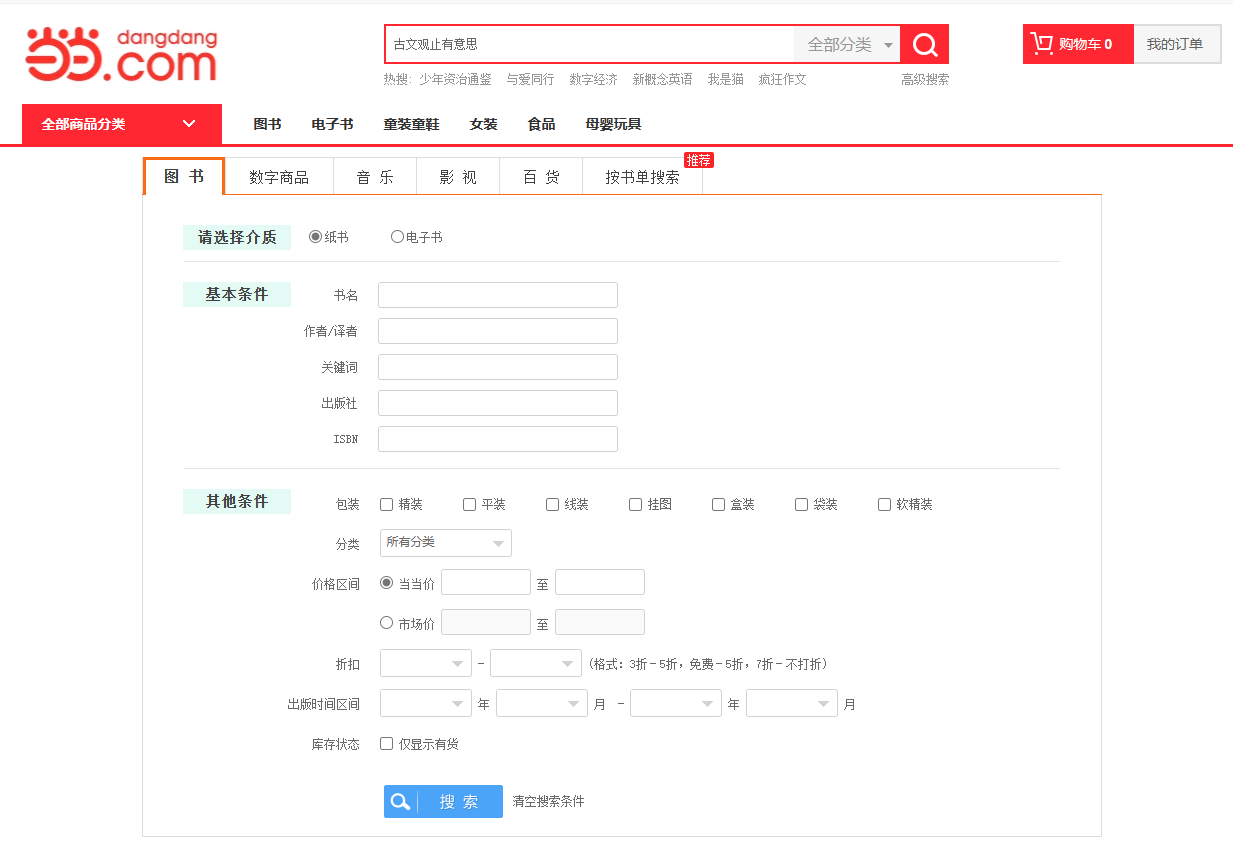 dangdang
.com
古文观止有意思 全部分类
购物车 0 我的订单
热搜: 少年资治通鉴 与爱同行 数字经济 新概念英语 我是猫 疯狂作文 高级搜索
全部商品分类 图书 电子书 童装童鞋 女装 食品 母婴玩具
推荐
图 书 数字商品 音 乐 影 视 百 货 按书单搜索
请选择介质 纸书 电子书
基本条件 书名
作者/译者
关键词
出版社
ISBN
其他条件 包装 精装 平装 线装 挂图 盒装 袋装 软精装
分类 所有分类
价格区间 当当价 至
市场价 至
折扣 - (格式: 3折-5折, 免费-5折, 7折-不打折)
出版时间区间 年 月 - 年 月
库存状态 仅显示有货
搜 索 清空搜索条件